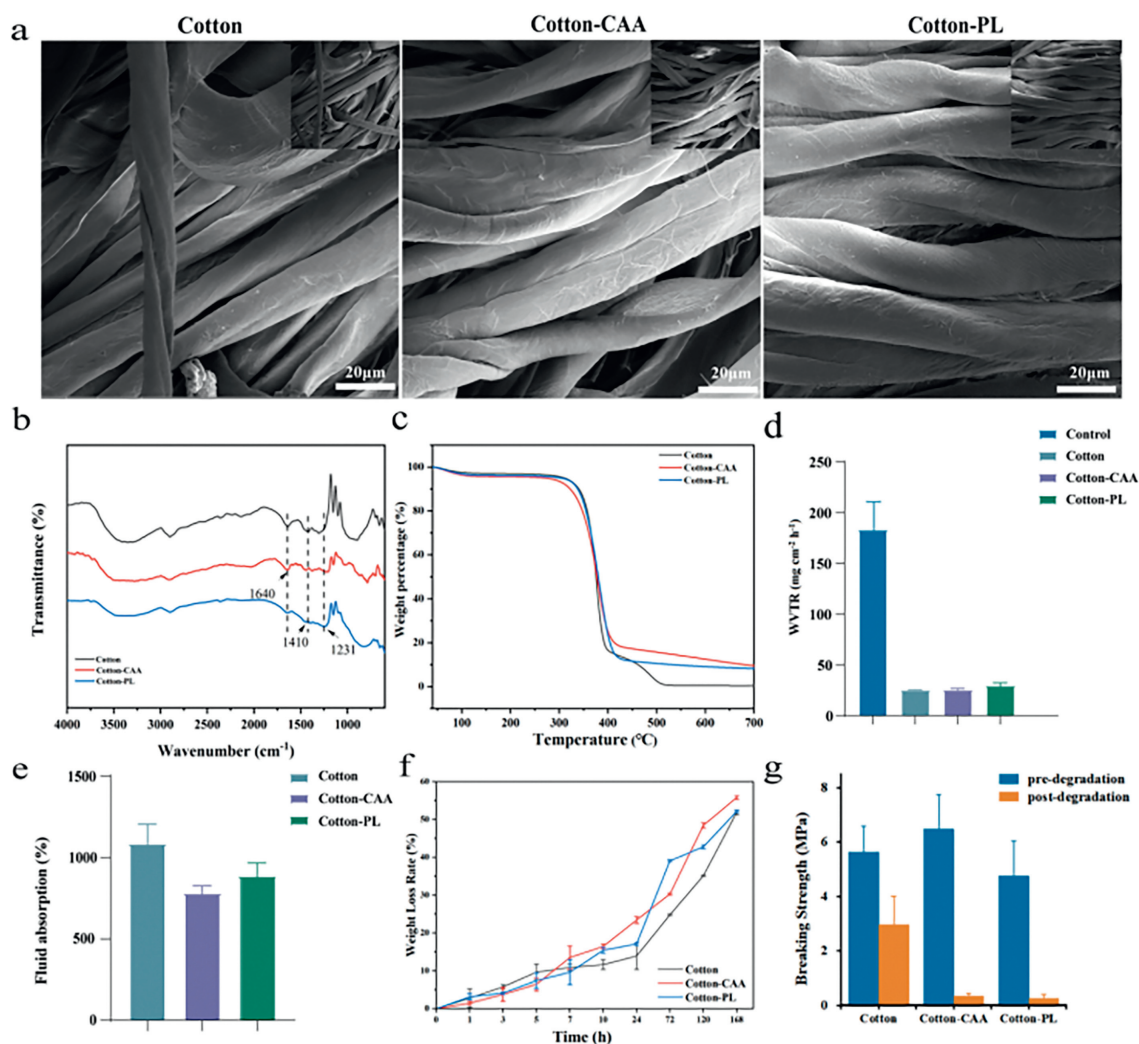 a
Cotton
Cotton-CAA
Cotton-PL
20μm
20μm
20μm
b
Transmittance (%)
1640
1410
1231
Cotton
Cotton-CAA
Cotton-PL
4000 3500 3000 2500 2000 1500 1000
Wavenumber (cm-1)
c
Weight percentage (%)
100
80
60
40
20
0
Cotton
Cotton-CAA
Cotton-PL
100 200 300 400 500 600 700
Temperature (°C)
d
Control
Cotton
Cotton-CAA
Cotton-PL
WVTR (mg cm-2 h-1)
250
200
150
100
50
0
e
Cotton
Cotton-CAA
Cotton-PL
Fluid absorption (%)
1500
1000
500
0
f
Weight Loss Rate (%)
60
50
40
30
20
10
0
Cotton
Cotton-CAA
Cotton-PL
0 1 3 5 7 10 24 72 120 168
Time (h)
g
pre-degradation
post-degradation
Breaking Strength (MPa)
8
6
4
2
0
Cotton Cotton-CAA Cotton-PL